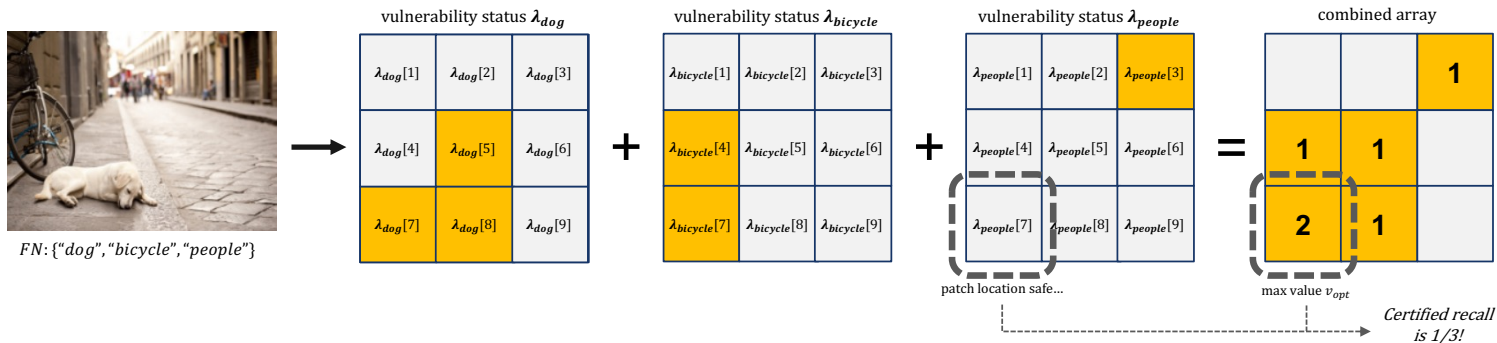 vulnerability status λdog
vulnerability status λbicycle
vulnerability status λpeople
combined array
λdog[1] λdog[2] λdog[3]
λdog[4] λdog[5] λdog[6]
λdog[7] λdog[8] λdog[9]
+
λbicycle[1] λbicycle[2] λbicycle[3]
λbicycle[4] λbicycle[5] λbicycle[6]
λbicycle[7] λbicycle[8] λbicycle[9]
+
λpeople[1] λpeople[2] λpeople[3]
λpeople[4] λpeople[5] λpeople[6]
λpeople[7] λpeople[8] λpeople[9]
=
1
1 1
2 1
FN: {"dog", "bicycle", "people"}
patch location safe...
max value vopt
Certified recall
is 1/3!